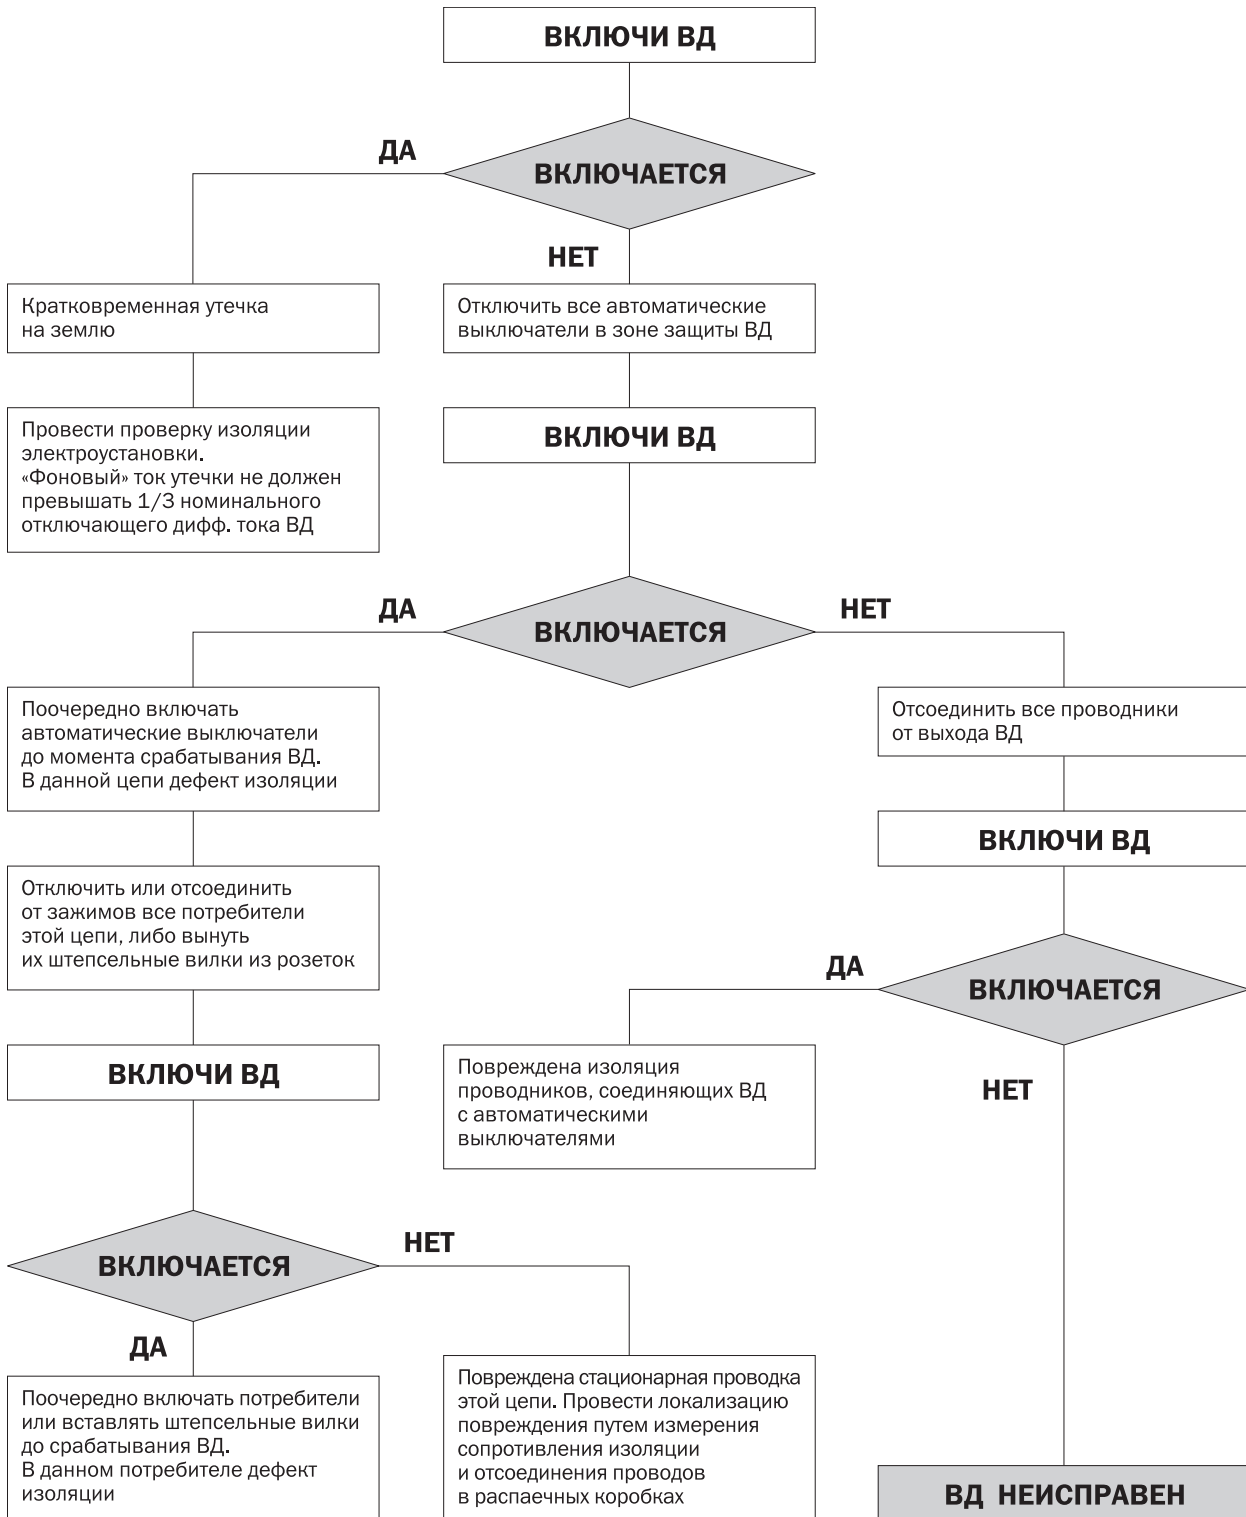 ВКЛЮЧИ ВД
ДА
ВКЛЮЧАЕТСЯ
НЕТ
Кратковременная утечка
на землю
Отключить все автоматические
выключатели в зоне защиты ВД
Провести проверку изоляции
электроустановки.
«Фоновый» ток утечки не должен
превышать 1/3 номинального
отключающего дифф. тока ВД
ВКЛЮЧИ ВД
ДА
ВКЛЮЧАЕТСЯ
НЕТ
Поочередно включать
автоматические выключатели
до момента срабатывания ВД.
В данной цепи дефект изоляции
Отсоединить все проводники
от выхода ВД
ВКЛЮЧИ ВД
Отключить или отсоединить
от зажимов все потребители
этой цепи, либо вынуть
их штепсельные вилки из розеток
ДА
ВКЛЮЧАЕТСЯ
НЕТ
ВКЛЮЧИ ВД
Повреждена изоляция
проводников, соединяющих ВД
с автоматическими
выключателями
ВКЛЮЧАЕТСЯ
НЕТ
ДА
Поочередно включать потребители
или вставлять штепсельные вилки
до срабатывания ВД.
В данном потребителе дефект
изоляции
Повреждена стационарная проводка
этой цепи. Провести локализацию
повреждения путем измерения
сопротивления изоляции
и отсоединения проводов
в распаечных коробках
ВД НЕИСПРАВЕН